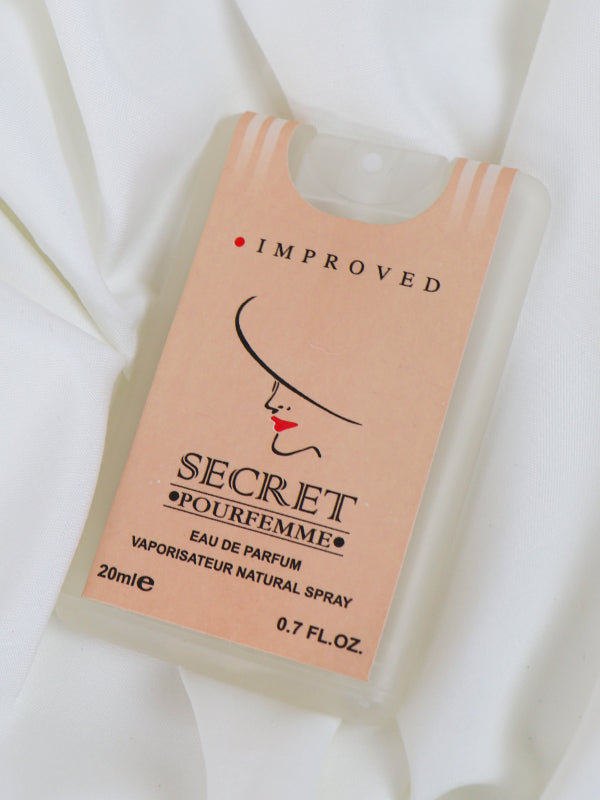 • IMPROVED
SECRET
•POURFEMME•
EAU DE PARFUM
VAPORISATEUR NATURAL SPRAY
20ml℮
0.7 FL.OZ.